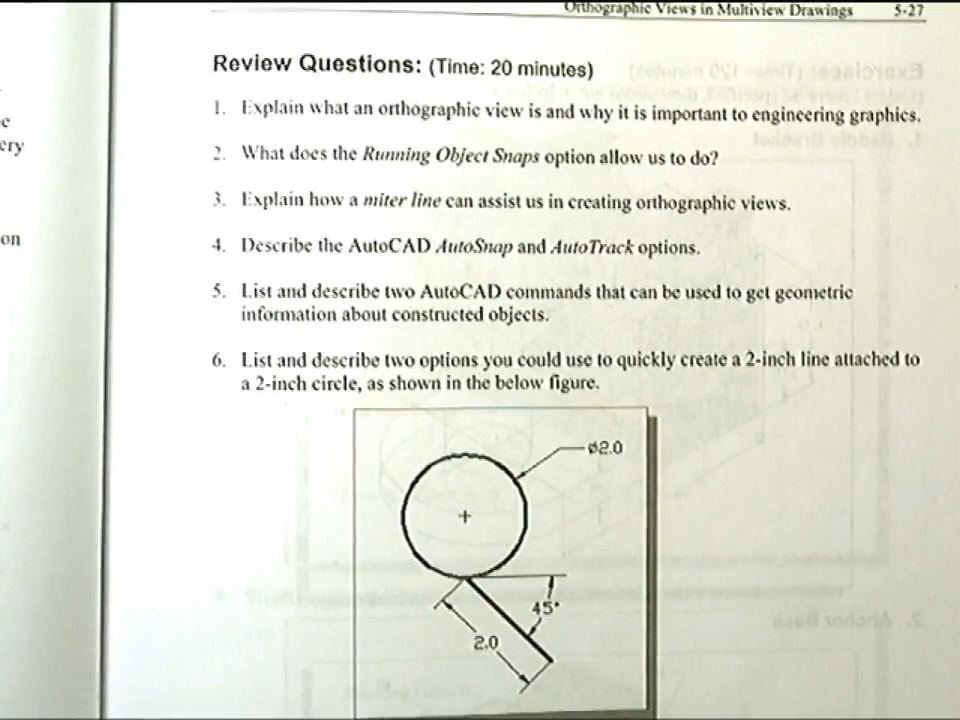 Orthographic Views in Multiview Drawings 5-27
Review Questions: (Time: 20 minutes)
1. Explain what an orthographic view is and why it is important to engineering graphics.
2. What does the Running Object Snaps option allow us to do?
3. Explain how a miter line can assist us in creating orthographic views.
4. Describe the AutoCAD AutoSnap and AutoTrack options.
5. List and describe two AutoCAD commands that can be used to get geometric
information about constructed objects.
6. List and describe two options you could use to quickly create a 2-inch line attached to
a 2-inch circle, as shown in the below figure.
ø2.0
45°
2.0
on